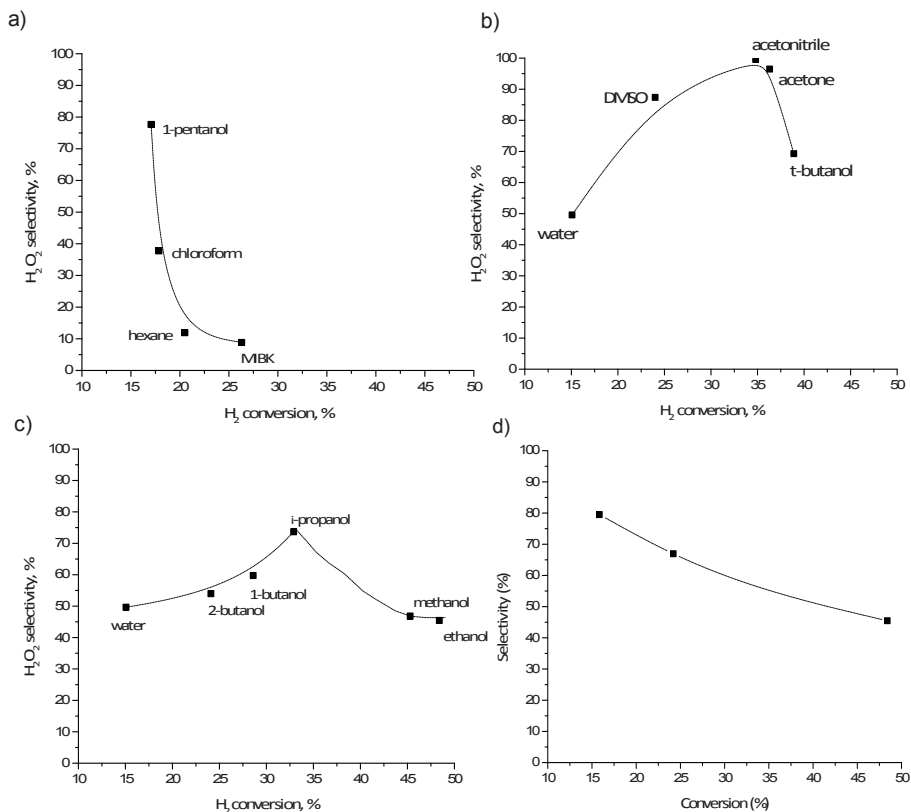 a)
100
90
80
70
60
50
40
30
20
10
0
H₂O₂ selectivity, %
1-pentanol
chloroform
hexane
MIBK
10 15 20 25 30 35 40 45 50
H₂ conversion, %
b)
100
90
80
70
60
50
40
30
20
10
0
H₂O₂ selectivity, %
acetonitrile
acetone
DMSO
t-butanol
water
10 15 20 25 30 35 40 45 50
H₂ conversion, %
c)
100
90
80
70
60
50
40
30
20
10
0
H₂O₂ selectivity, %
i-propanol
1-butanol
2-butanol
water
methanol
ethanol
10 15 20 25 30 35 40 45 50
H₂ conversion, %
d)
100
90
80
70
60
50
40
30
20
10
0
Selectivity (%)
10 15 20 25 30 35 40 45 50
Conversion (%)